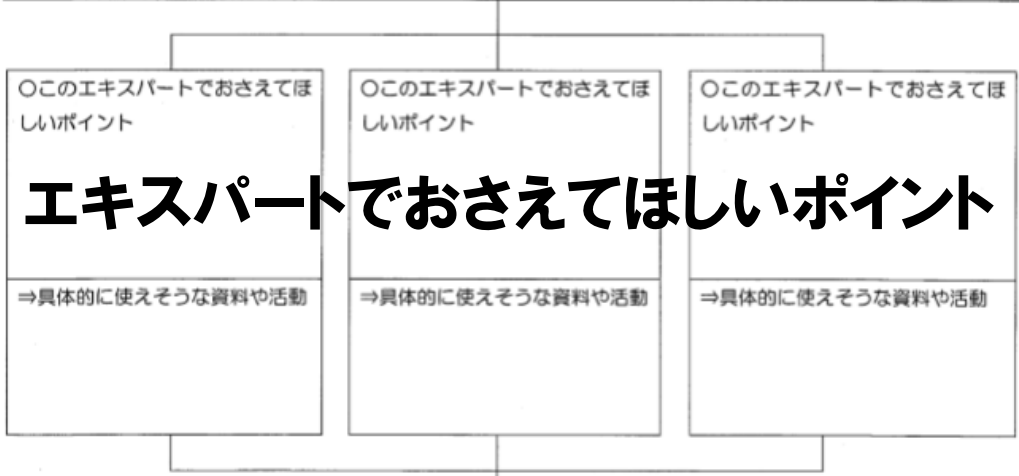 ○このエキスパートでおさえてほ
しいポイント
○このエキスパートでおさえてほ
しいポイント
○このエキスパートでおさえてほ
しいポイント
エキスパートでおさえてほしいポイント
⇒具体的に使えそうな資料や活動
⇒具体的に使えそうな資料や活動
⇒具体的に使えそうな資料や活動